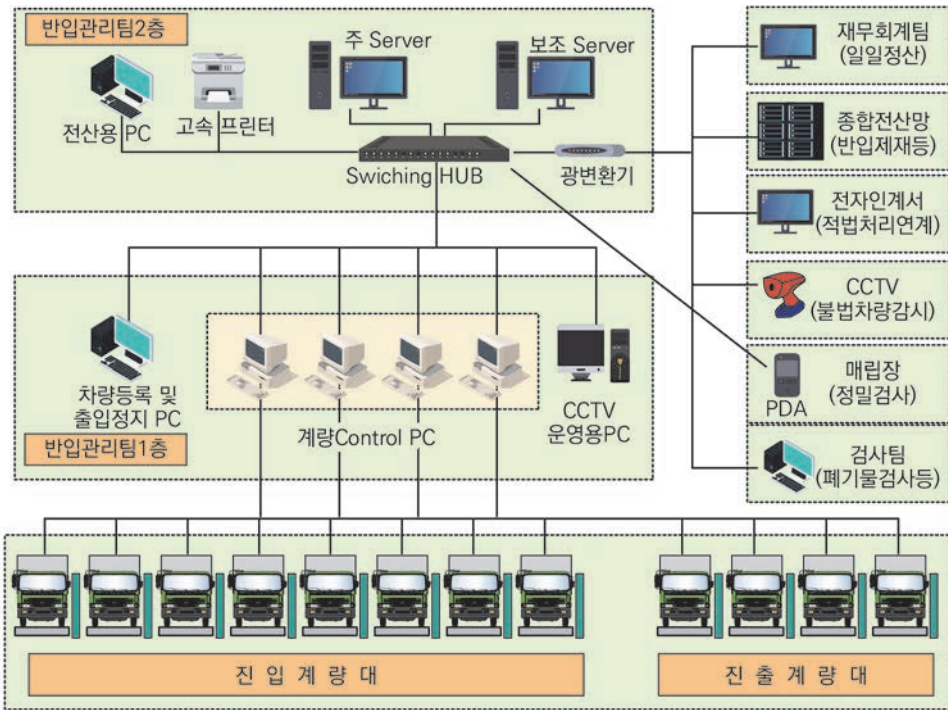 반입관리팀2층
주 Server
보조 Server
전산용 PC
고속 프린터
Swiching HUB
광변환기
재무회계팀
(일일정산)
종합전산망
(반입제재등)
전자인계서
(적법처리연계)
CCTV
(불법차량감시)
매립장
(정밀검사)
PDA
검사팀
(폐기물검사등)
차량등록 및
출입정지 PC
계량Control PC
CCTV
운영용PC
반입관리팀1층
진 입 계 량 대
진 출 계 량 대